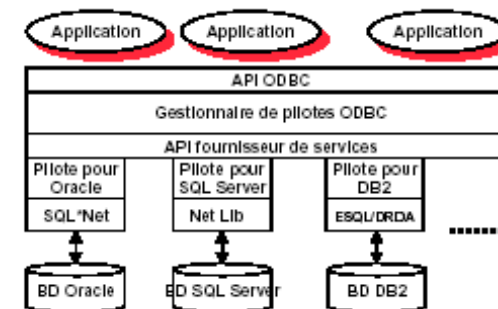 Application
Application
Application
API ODBC
Gestionnaire de pilotes ODBC
API fournisseur de services
Pilote pour
Oracle
Pilote pour
SQL Server
Pilote pour
DB2
SQL*Net
Net Lib
ESQL/DRDA
BD Oracle
BD SQL Server
BD DB2